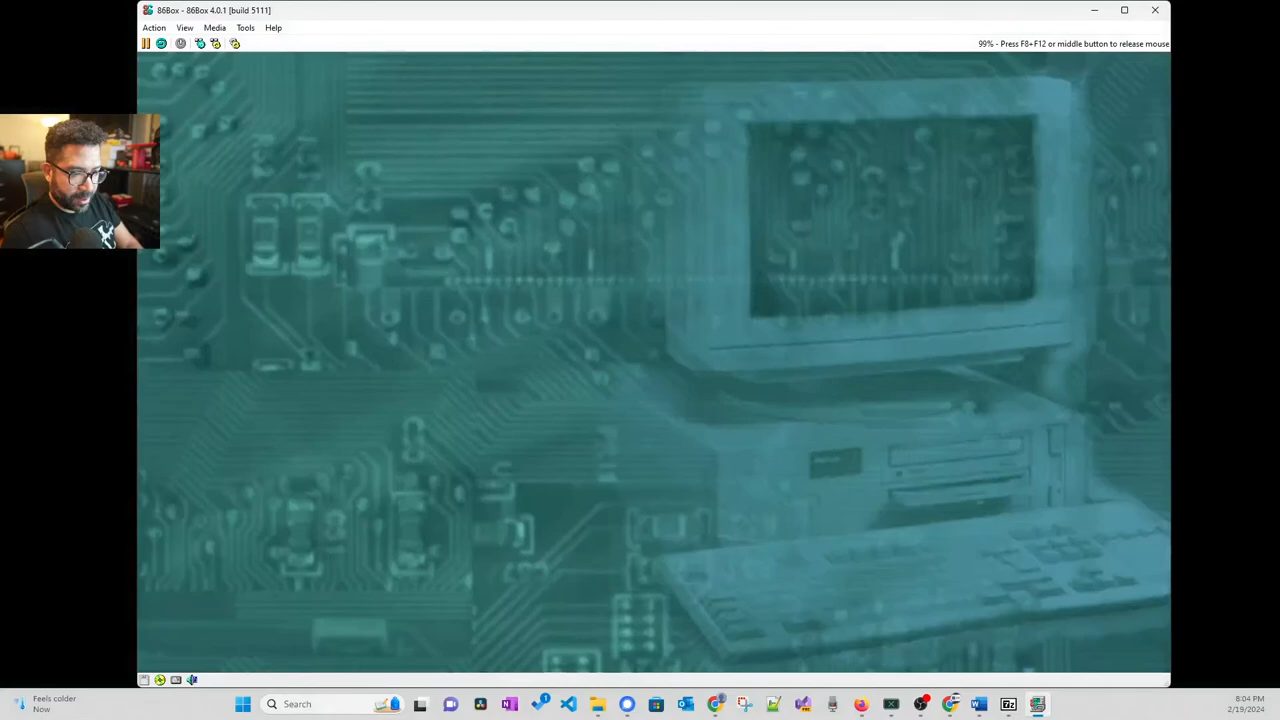 86Box - 86Box 4.0.1 [build 5111]
Action View Media Tools Help
99% - Press F8+F12 or middle button to release mouse
Feels colder
Now
Search
8:04 PM
2/19/2024